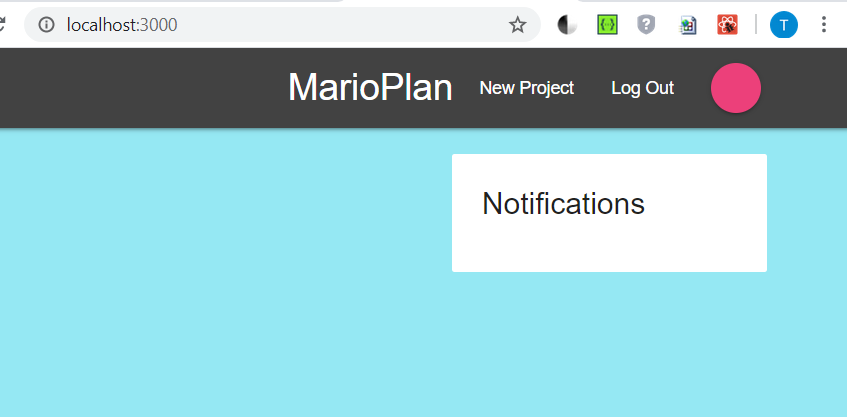 localhost:3000
T
MarioPlan New Project Log Out
Notifications